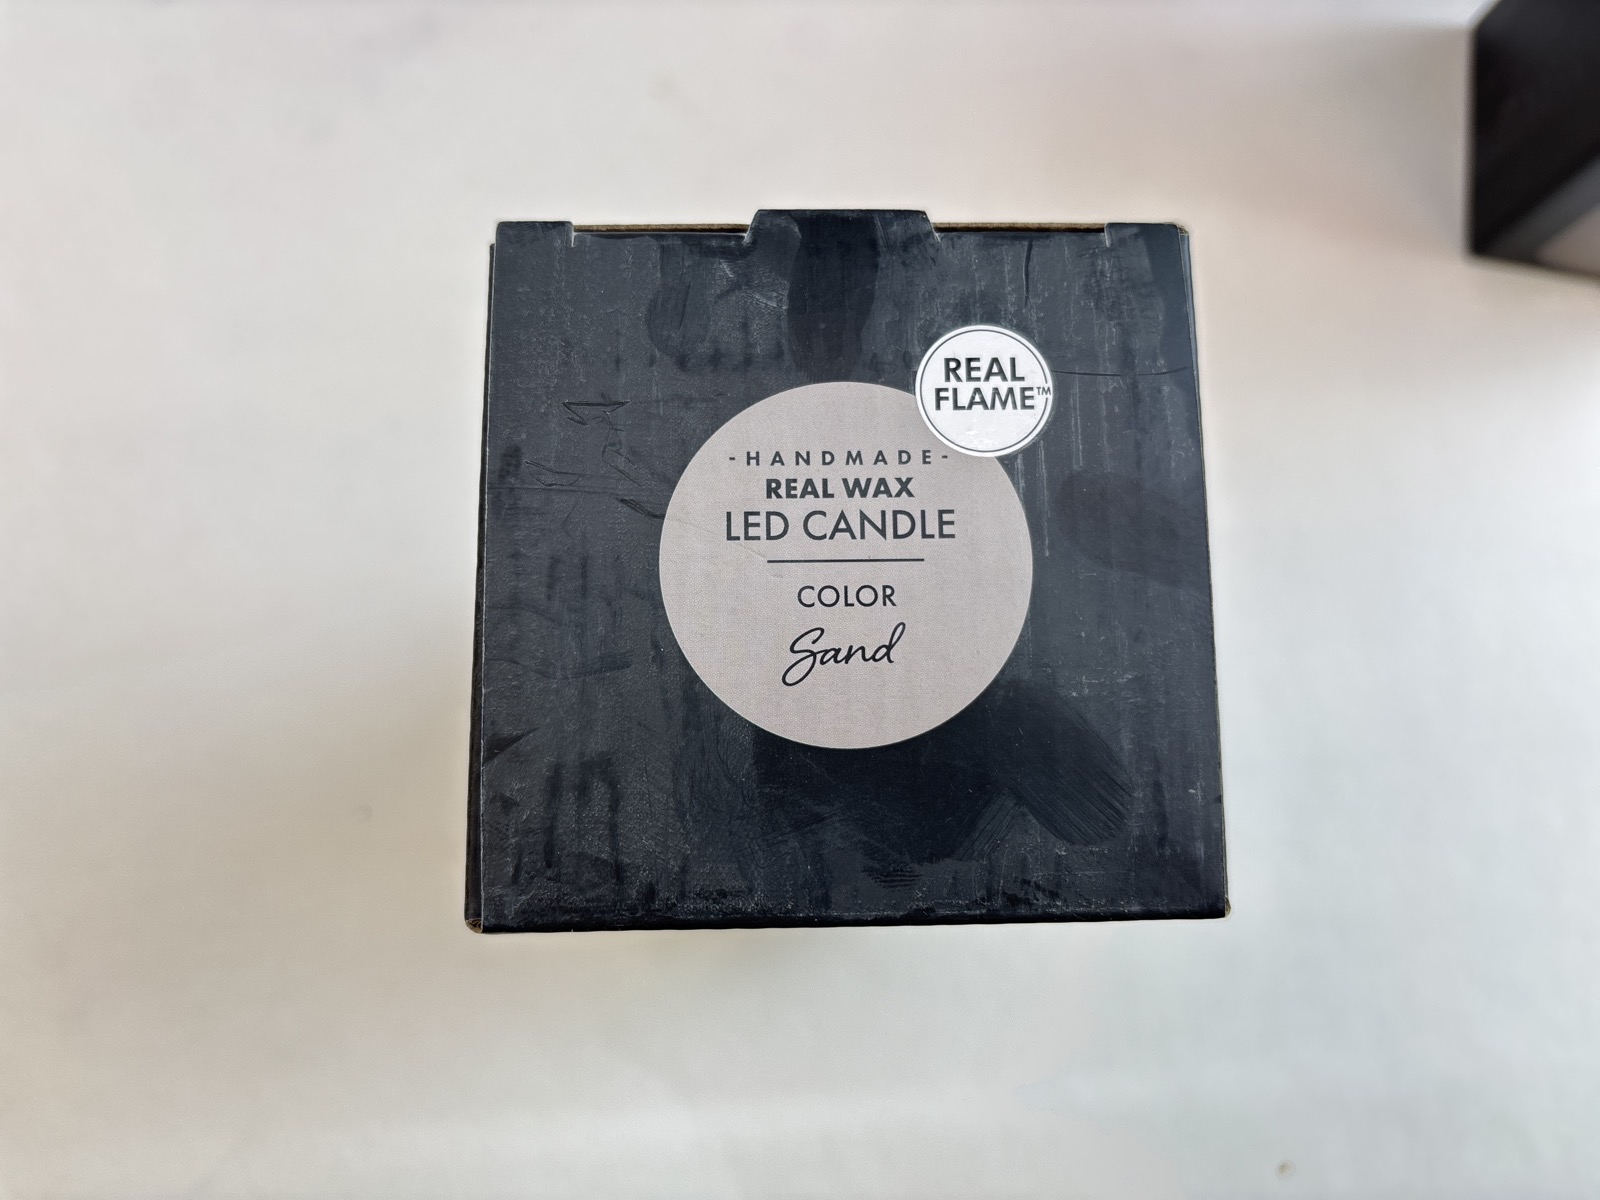 REAL
FLAME™
-HANDMADE-
REAL WAX
LED CANDLE
COLOR
Sand